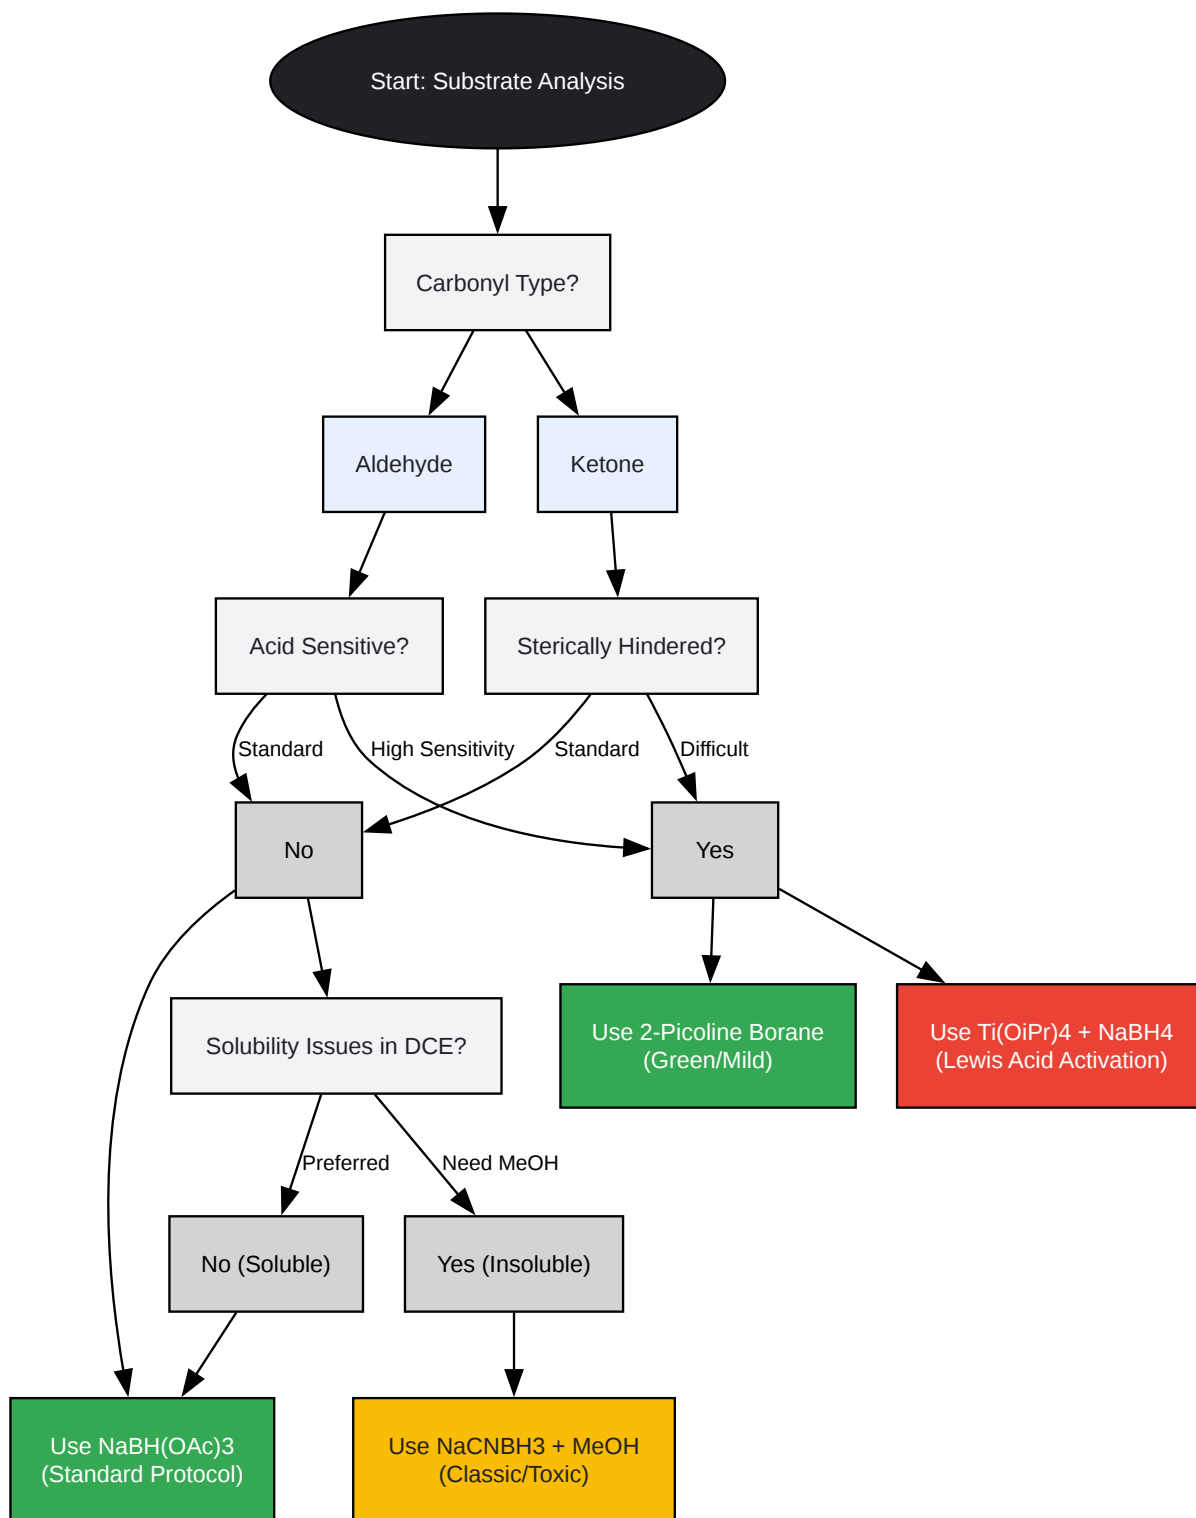 Start: Substrate Analysis
Carbonyl Type?
Aldehyde
Ketone
Acid Sensitive?
Sterically Hindered?
Standard
High Sensitivity
Standard
Difficult
No
Yes
Solubility Issues in DCE?
Use 2-Picoline Borane
(Green/Mild)
Use Ti(OiPr)4 + NaBH4
(Lewis Acid Activation)
Preferred
Need MeOH
No (Soluble)
Yes (Insoluble)
Use NaBH(OAc)3
(Standard Protocol)
Use NaCNBH3 + MeOH
(Classic/Toxic)